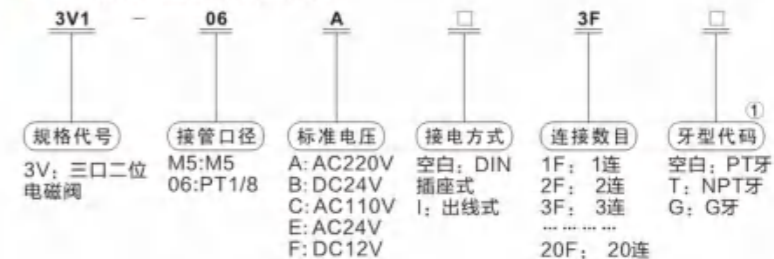 3V1 - 06 A □ 3F □
①
规格代号 接管口径 标准电压 接电方式 连接数目 牙型代码
3V：三口二位 M5:M5 A:AC220V 空白：DIN 1F：1连 空白：PT牙
电磁阀 06:PT1/8 B:DC24V 插座式 2F：2连 T：NPT牙
C:AC110V I：出线式 3F：3连 G：G牙
E:AC24V … … … …
F:DC12V 20F：20连